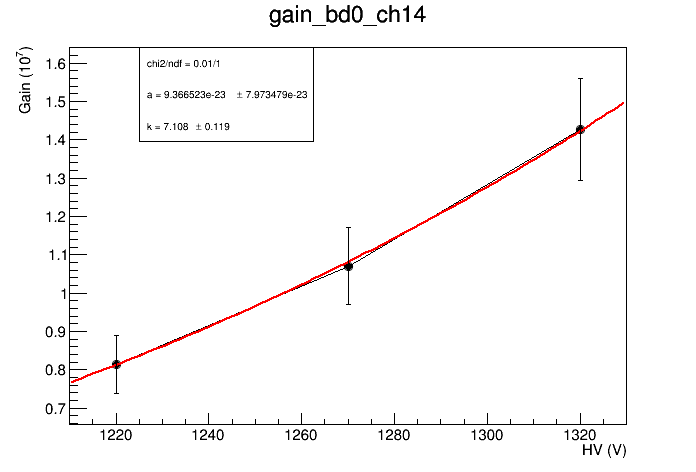 gain_bd0_ch14
Gain (10^7)
chi2/ndf = 0.01/1
a = 9.366523e-23 ± 7.973479e-23
k = 7.108 ± 0.119
1.6
1.5
1.4
1.3
1.2
1.1
1
0.9
0.8
0.7
1220 1240 1260 1280 1300 1320
HV (V)